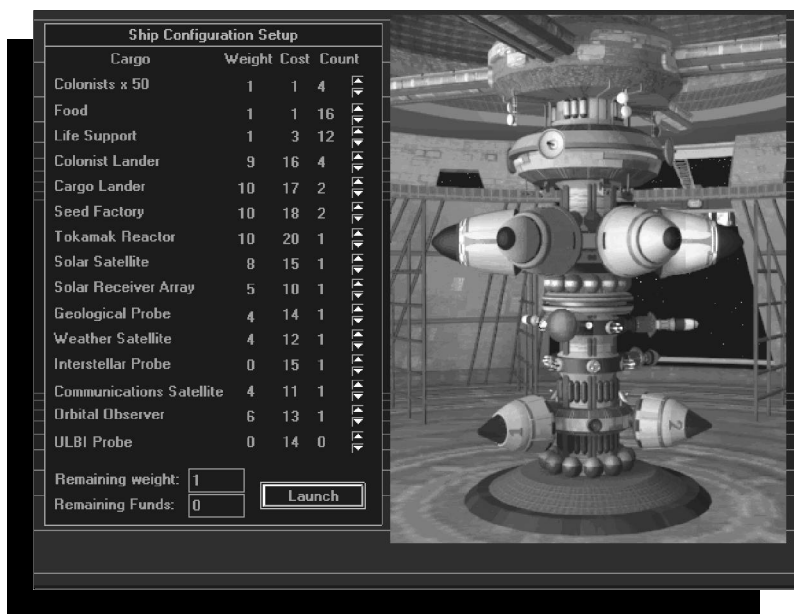 Ship Configuration Setup
Cargo Weight Cost Count
Colonists x 50 1 1 4
Food 1 1 16
Life Support 1 3 12
Colonist Lander 9 16 4
Cargo Lander 10 17 2
Seed Factory 10 18 2
Tokamak Reactor 10 20 1
Solar Satellite 8 15 1
Solar Receiver Array 5 10 1
Geological Probe 4 14 1
Weather Satellite 4 12 1
Interstellar Probe 0 15 1
Communications Satellite 4 11 1
Orbital Observer 6 13 1
ULBI Probe 0 14 0
Remaining weight: 1
Remaining Funds: 0
Launch
1
2